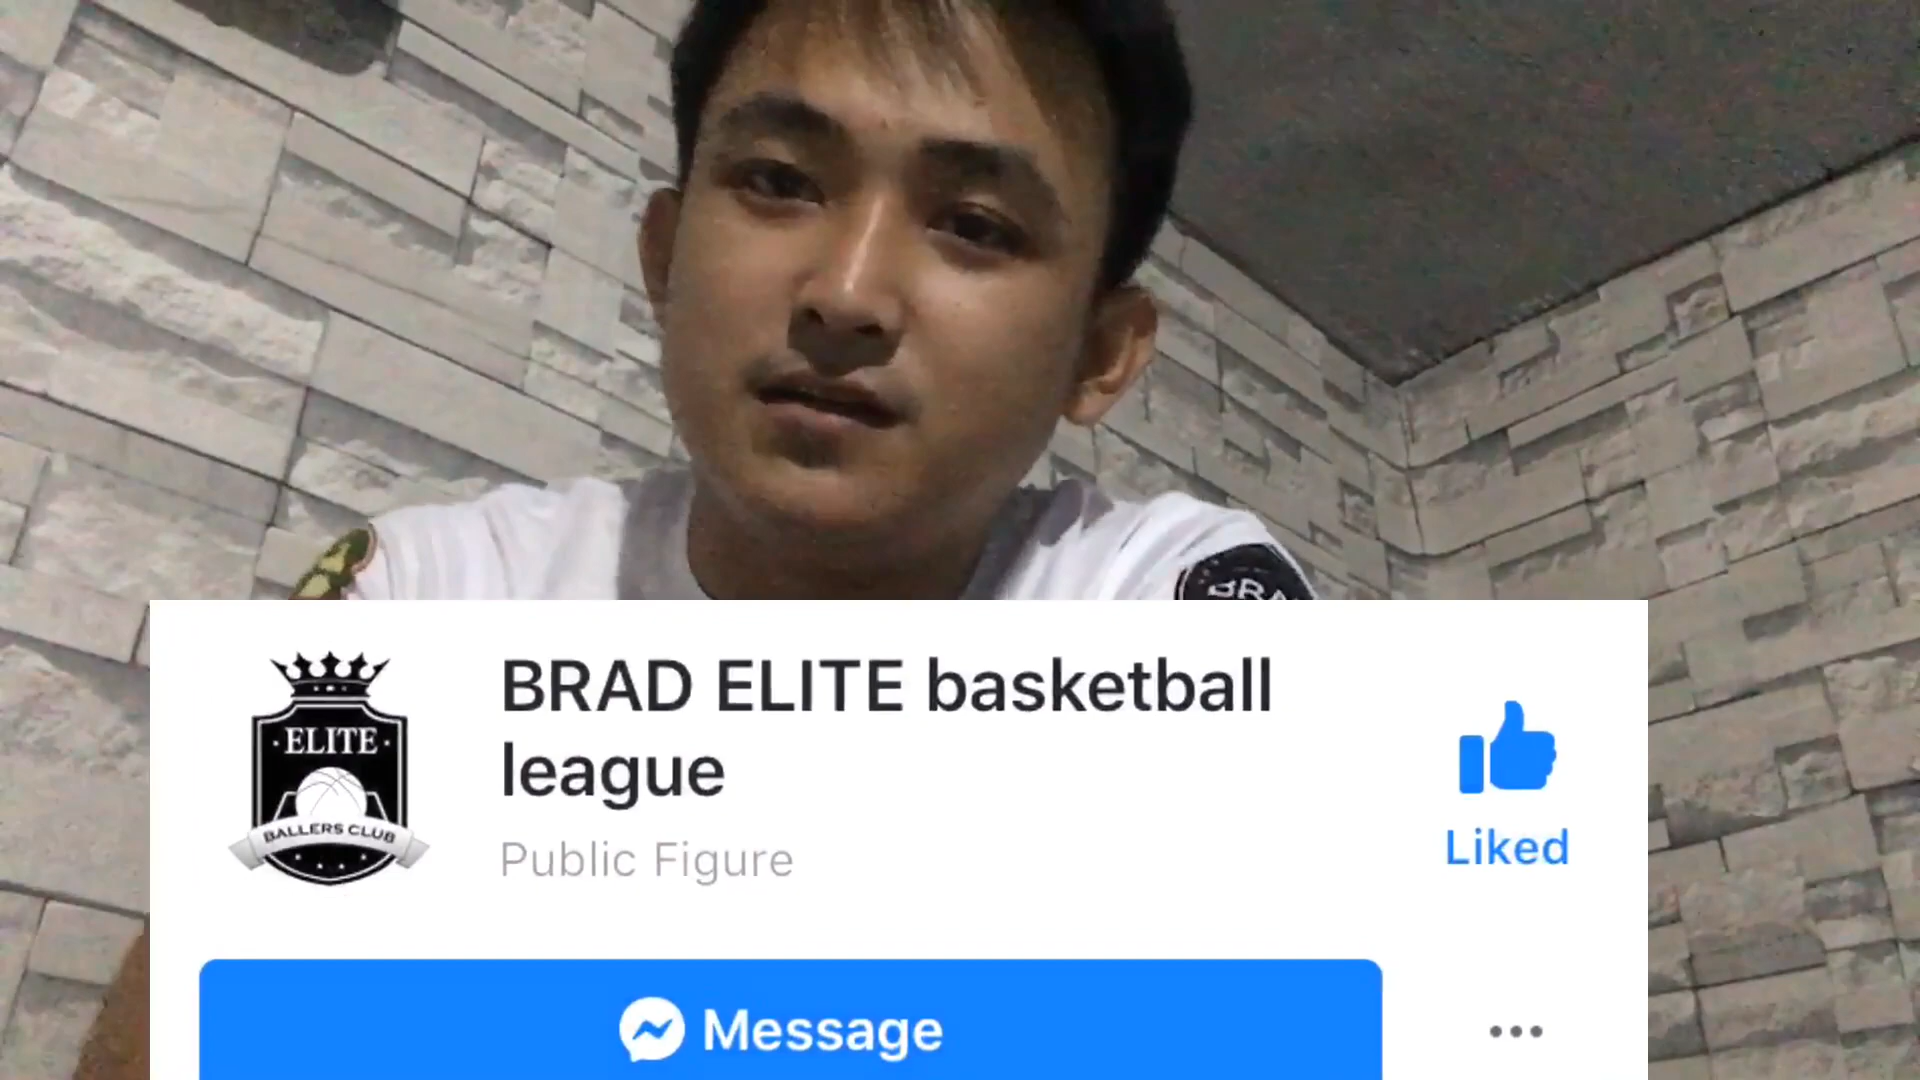 BRAD ELITE basketball
league
Public Figure
Liked
ELITE
BALLERS CLUB
Message